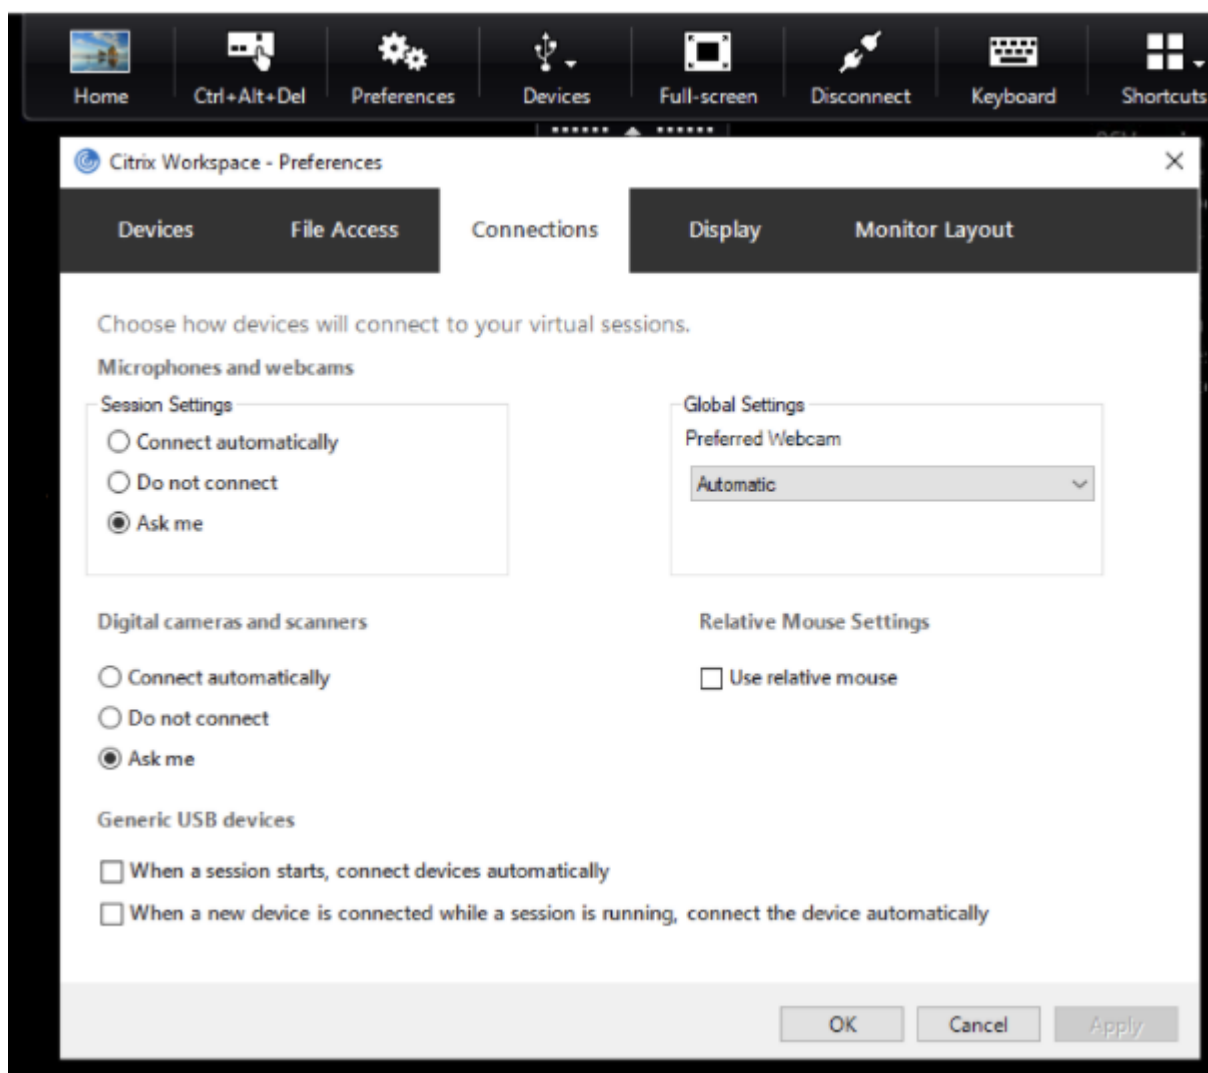 Home Ctrl+Alt+Del Preferences Devices Full-screen Disconnect Keyboard Shortcuts
Citrix Workspace - Preferences
Devices File Access Connections Display Monitor Layout
Choose how devices will connect to your virtual sessions.
Microphones and webcams
Session Settings
Connect automatically
Do not connect
Ask me
Global Settings
Preferred Webcam
Automatic
Digital cameras and scanners
Connect automatically
Do not connect
Ask me
Relative Mouse Settings
Use relative mouse
Generic USB devices
When a session starts, connect devices automatically
When a new device is connected while a session is running, connect the device automatically
OK Cancel Apply